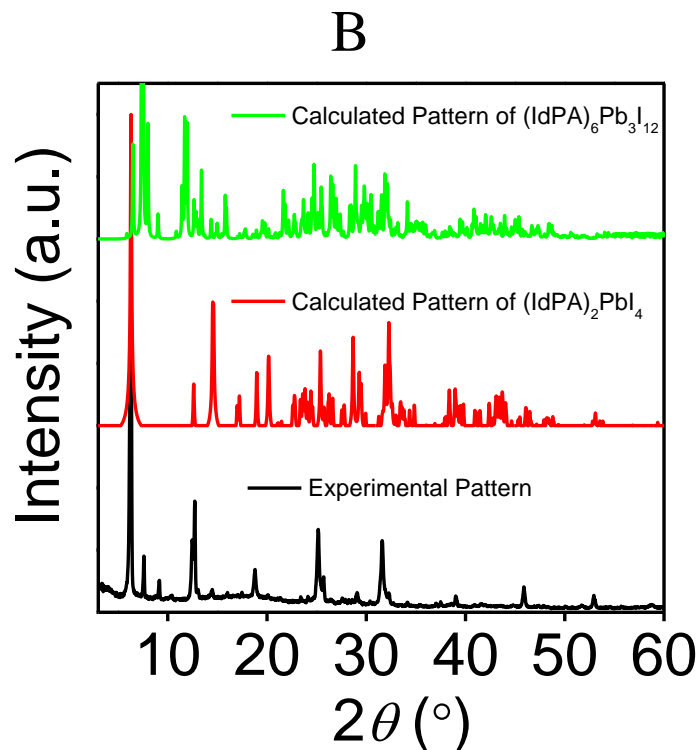 B
Intensity (a.u.)
Calculated Pattern of (IdPA)₆Pb₃I₁₂
Calculated Pattern of (IdPA)₂PbI₄
Experimental Pattern
10 20 30 40 50 60
2θ (°)